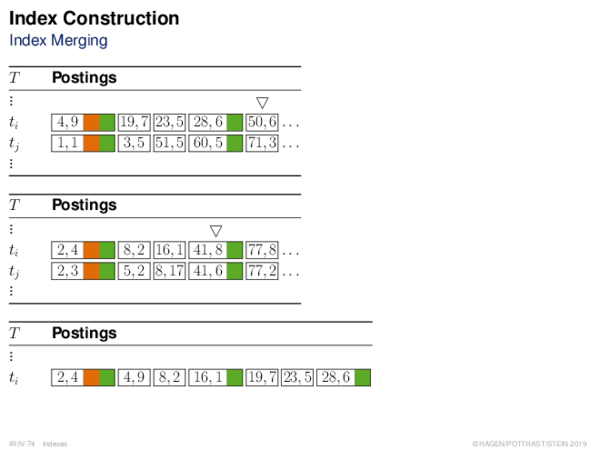 Index Construction
Index Merging
T Postings
⋮ ▽
t_i 4, 9 19, 7 23, 5 28, 6 50, 6 ...
t_j 1, 1 3, 5 51, 5 60, 5 71, 3 ...
⋮
T Postings
⋮ ▽
t_i 2, 4 8, 2 16, 1 41, 8 77, 8 ...
t_j 2, 3 5, 2 8, 17 41, 6 77, 2 ...
⋮
T Postings
⋮
t_i 2, 4 4, 9 8, 2 16, 1 19, 7 23, 5 28, 6
IR:IV-74 Indexes ©HAGEN/POTTHAST/STEIN 2019